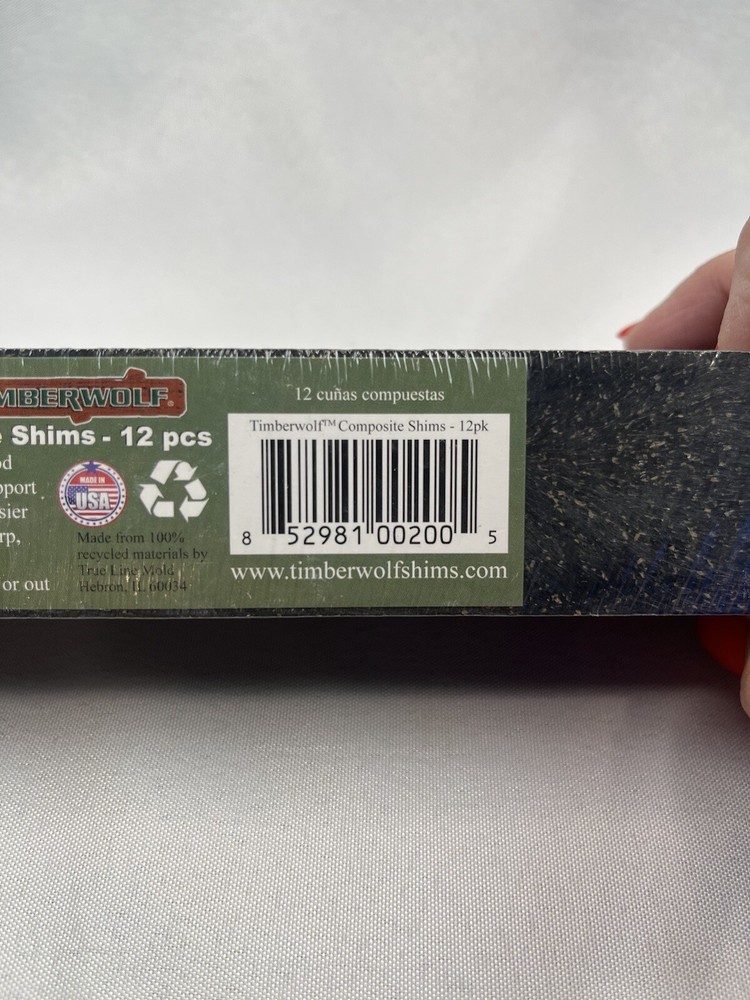 MBERWOLF®
e Shims - 12 pcs
od
pport
sier
rp,
or out
MADE IN
USA
Made from 100%
recycled materials by
True Line Mold
Hebron, IL 60034
12 cuñas compuestas
Timberwolf™ Composite Shims - 12pk
8 52981 00200 5
www.timberwolfshims.com